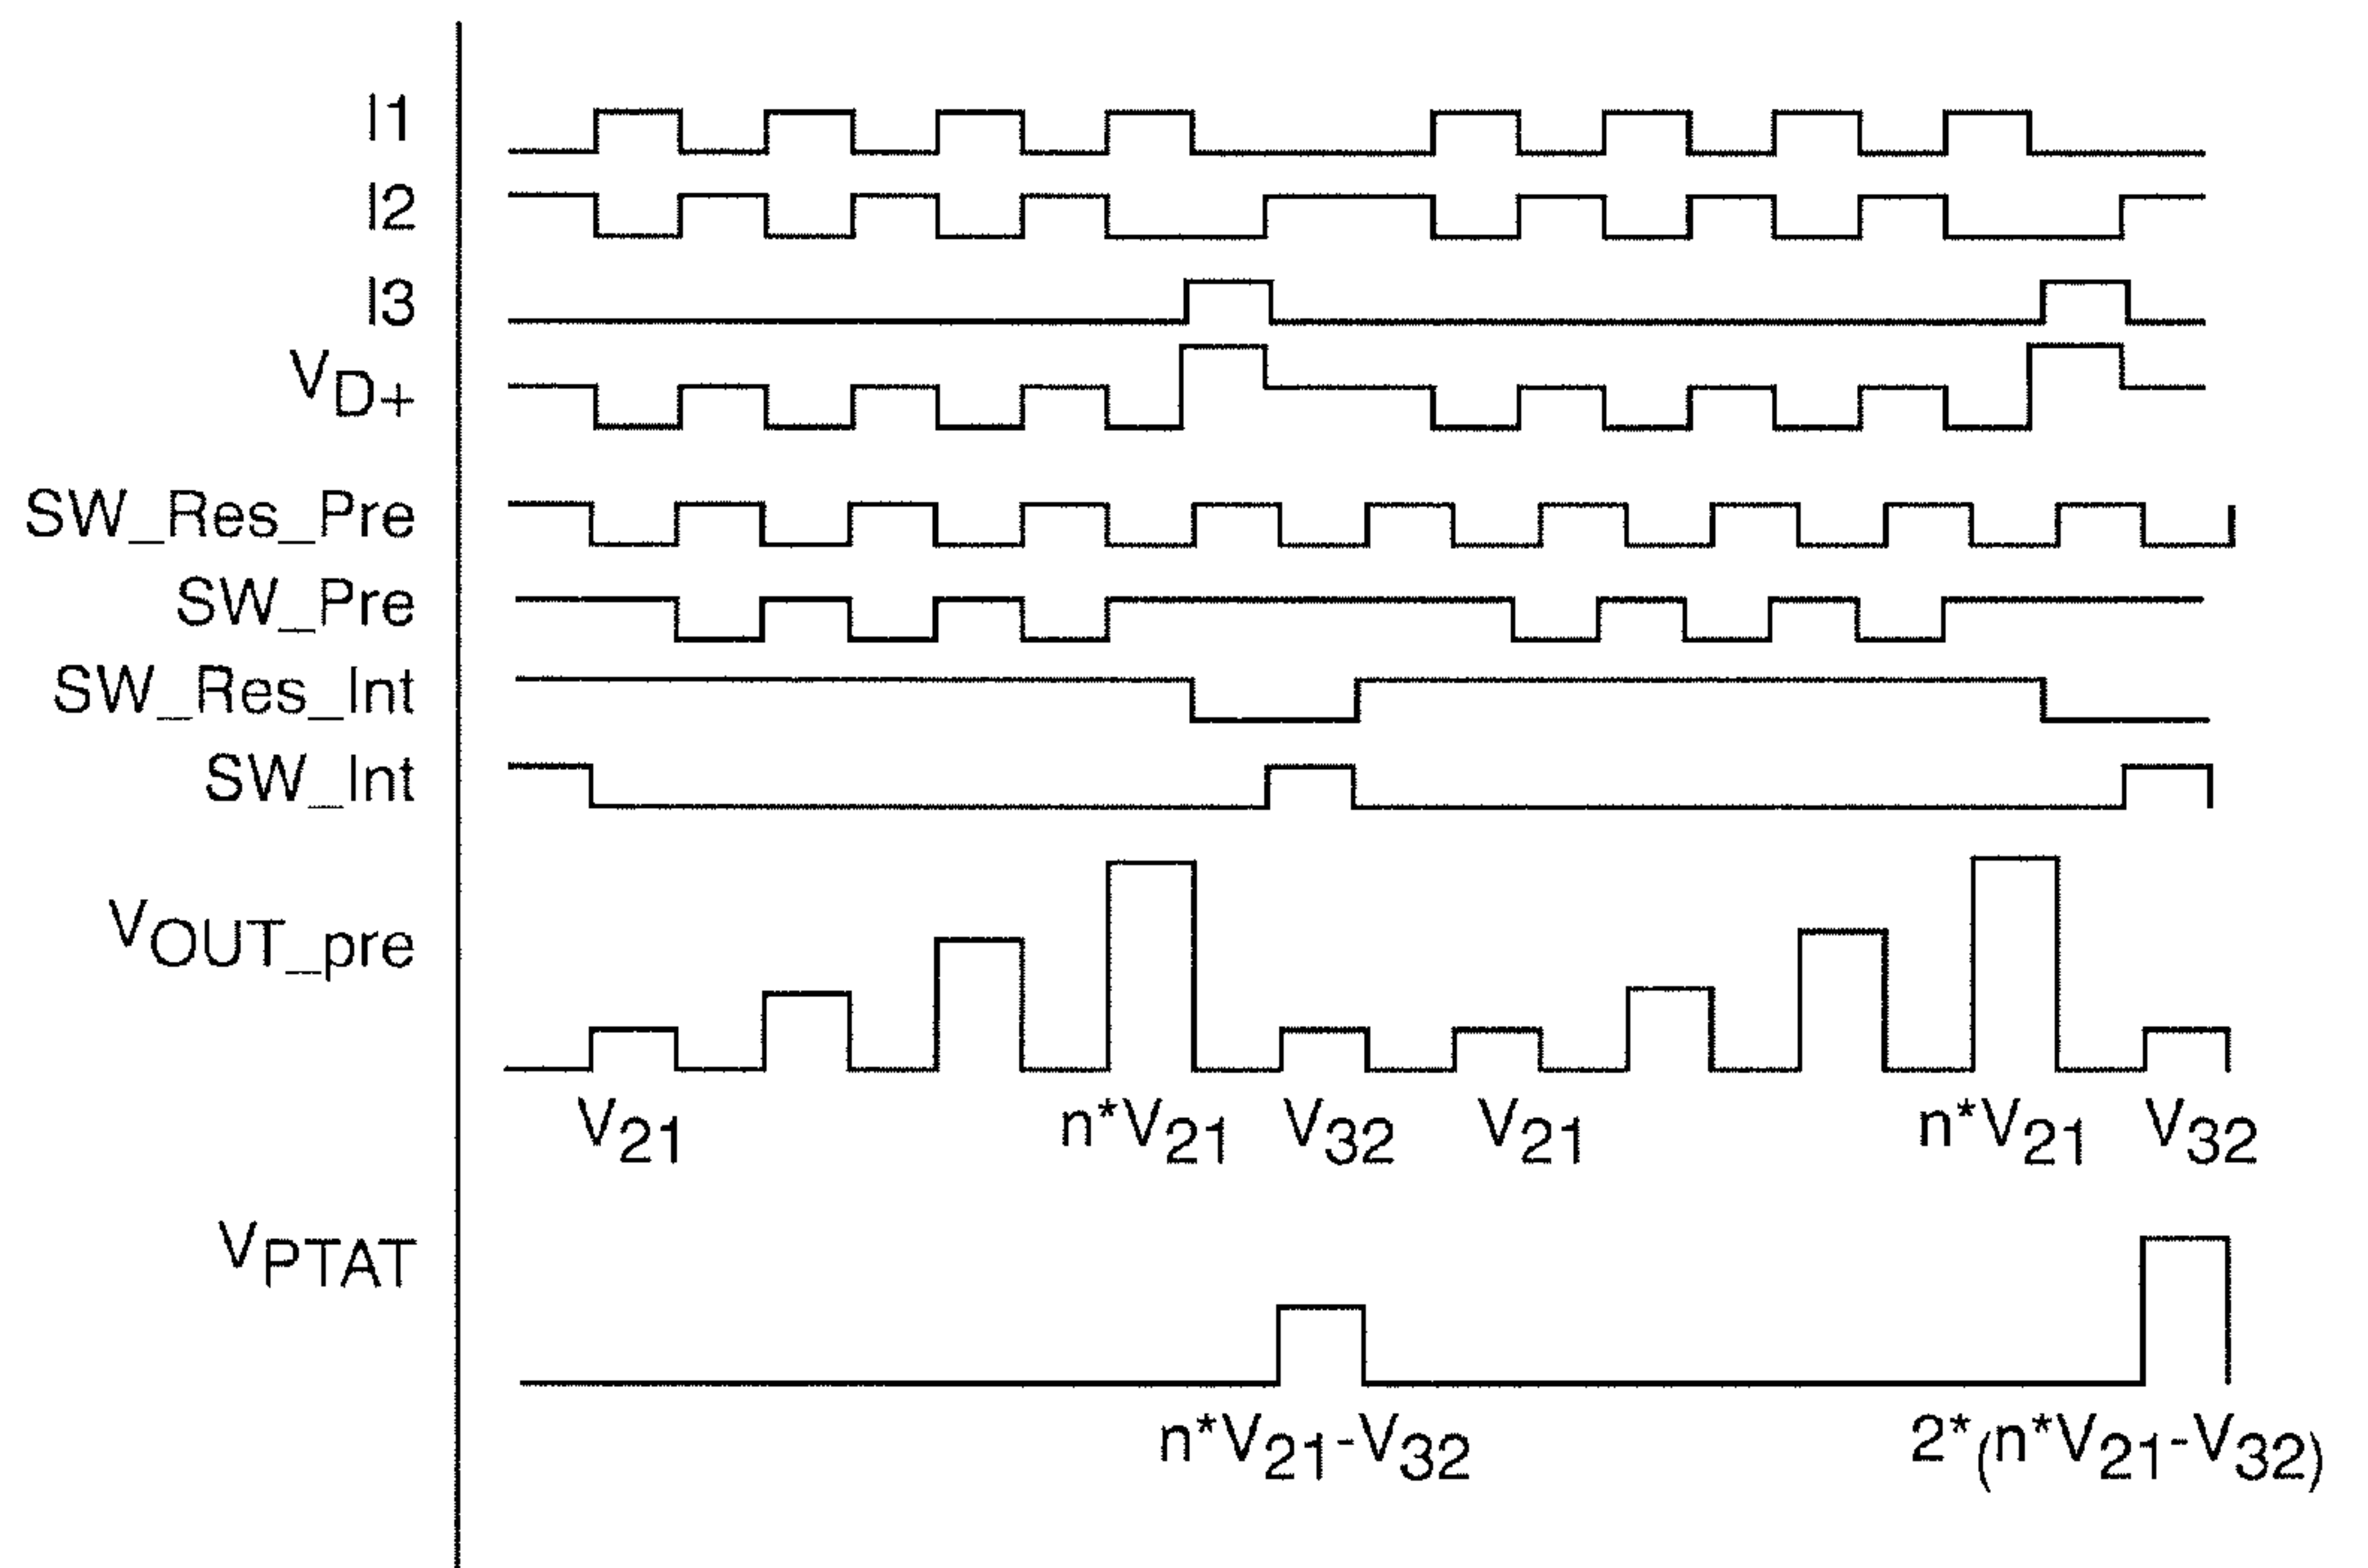 I1
I2
I3
VD+
SW_Res_Pre
SW_Pre
SW_Res_Int
SW_Int
VOUT_pre
V21 n*V21 V32 V21 n*V21 V32
VPTAT
n*V21-V32 2*(n*V21-V32)